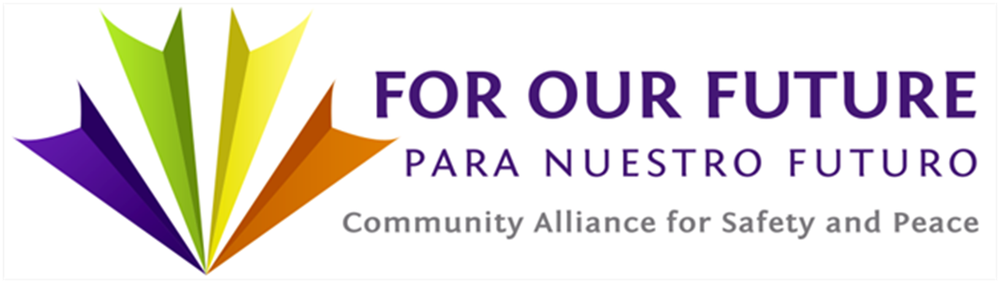 FOR OUR FUTURE
PARA NUESTRO FUTURO
Community Alliance for Safety and Peace